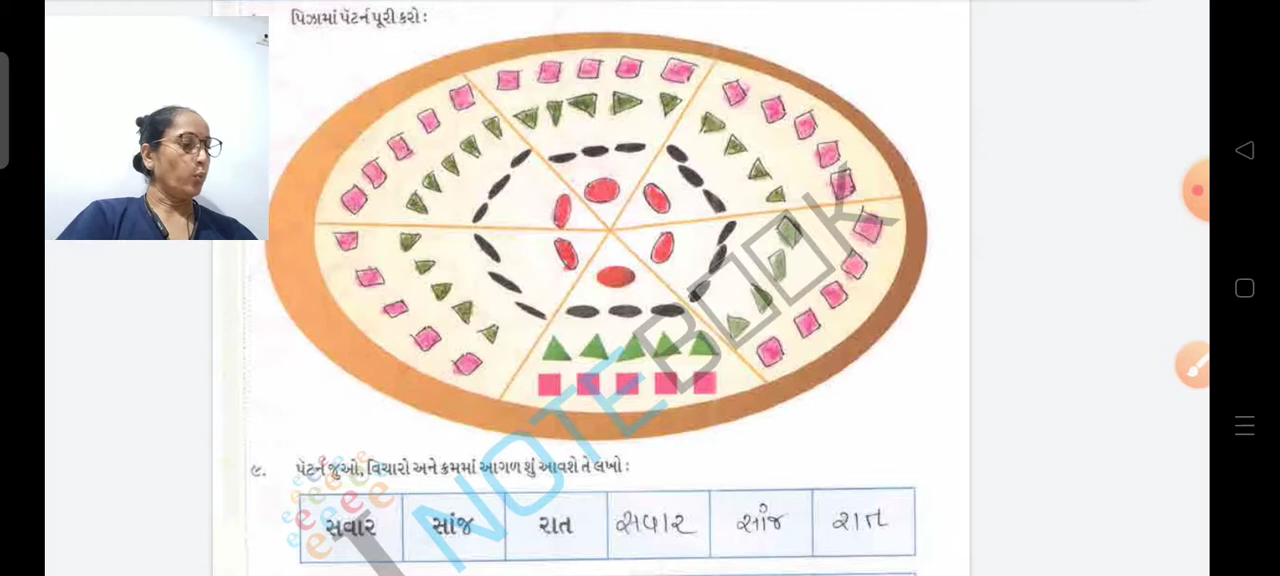 પિઝામાં પૅટર્ન પૂરી કરો :
૯. પૅટર્ન જુઓ, વિચારો અને ક્રમમાં આગળ શું આવશે તે લખો :
સવાર સાંજ રાત સવાર સાંજ રાત
NOTEBOOK